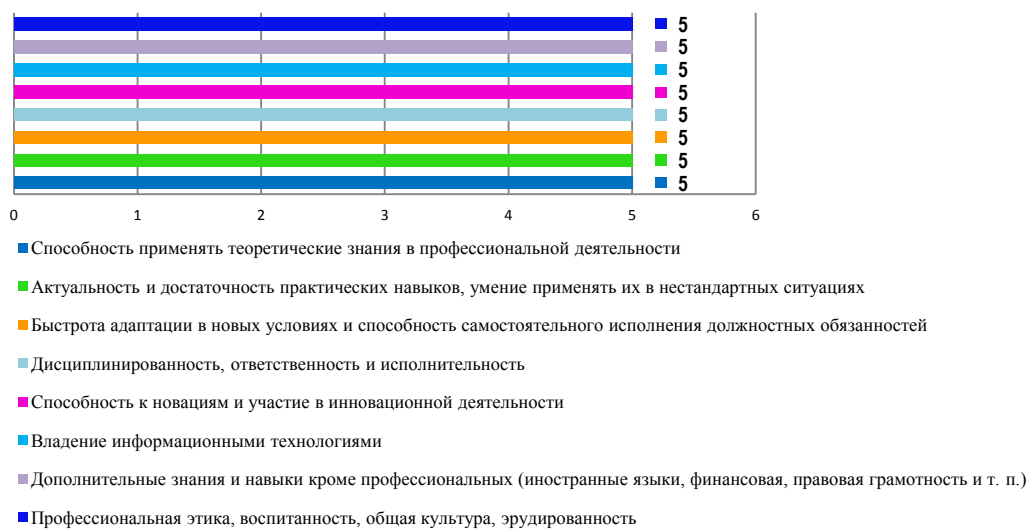 5
5
5
5
5
5
5
5
0 1 2 3 4 5 6
Способность применять теоретические знания в профессиональной деятельности
Актуальность и достаточность практических навыков, умение применять их в нестандартных ситуациях
Быстрота адаптации в новых условиях и способность самостоятельного исполнения должностных обязанностей
Дисциплинированность, ответственность и исполнительность
Способность к новациям и участие в инновационной деятельности
Владение информационными технологиями
Дополнительные знания и навыки кроме профессиональных (иностранные языки, финансовая, правовая грамотность и т. п.)
Профессиональная этика, воспитанность, общая культура, эрудированность